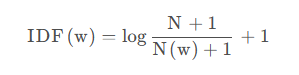 IDF (w) = log (N + 1) / (N(w) + 1) + 1